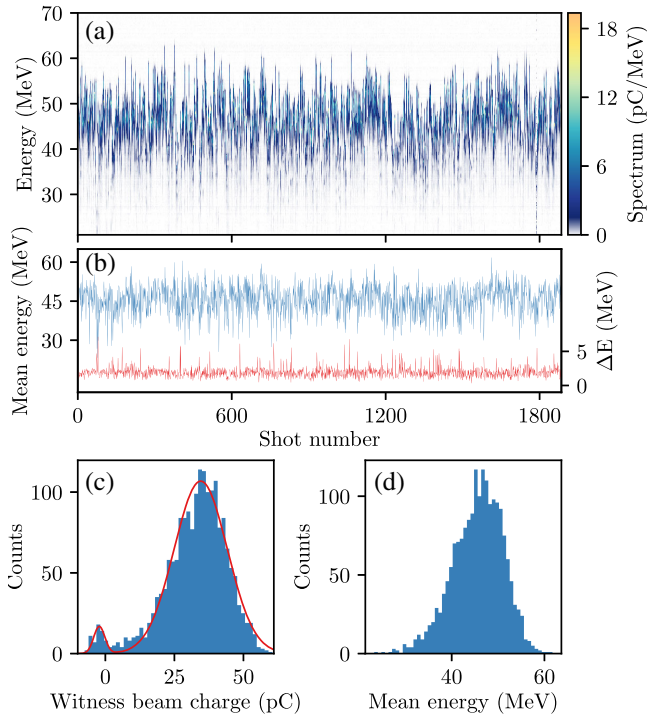 (a)
70
60
50
40
30
Energy (MeV)
18
12
6
0
Spectrum (pC/MeV)
(b)
60
45
30
Mean energy (MeV)
5
0
ΔE (MeV)
0 600 1200 1800
Shot number
(c)
100
50
0
Counts
0 25 50
Witness beam charge (pC)
(d)
100
50
0
Counts
40 60
Mean energy (MeV)